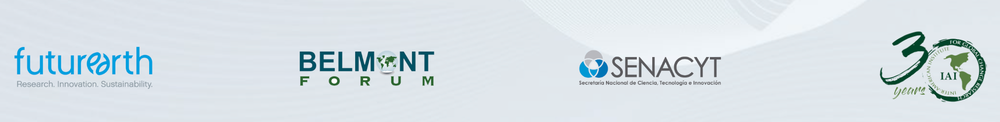 futurearth
Research. Innovation. Sustainability.
BELMONT
FORUM
SENACYT
Secretaría Nacional de Ciencia, Tecnología e Innovación
30
years
INTER-AMERICAN INSTITUTE FOR GLOBAL CHANGE RESEARCH
IAI